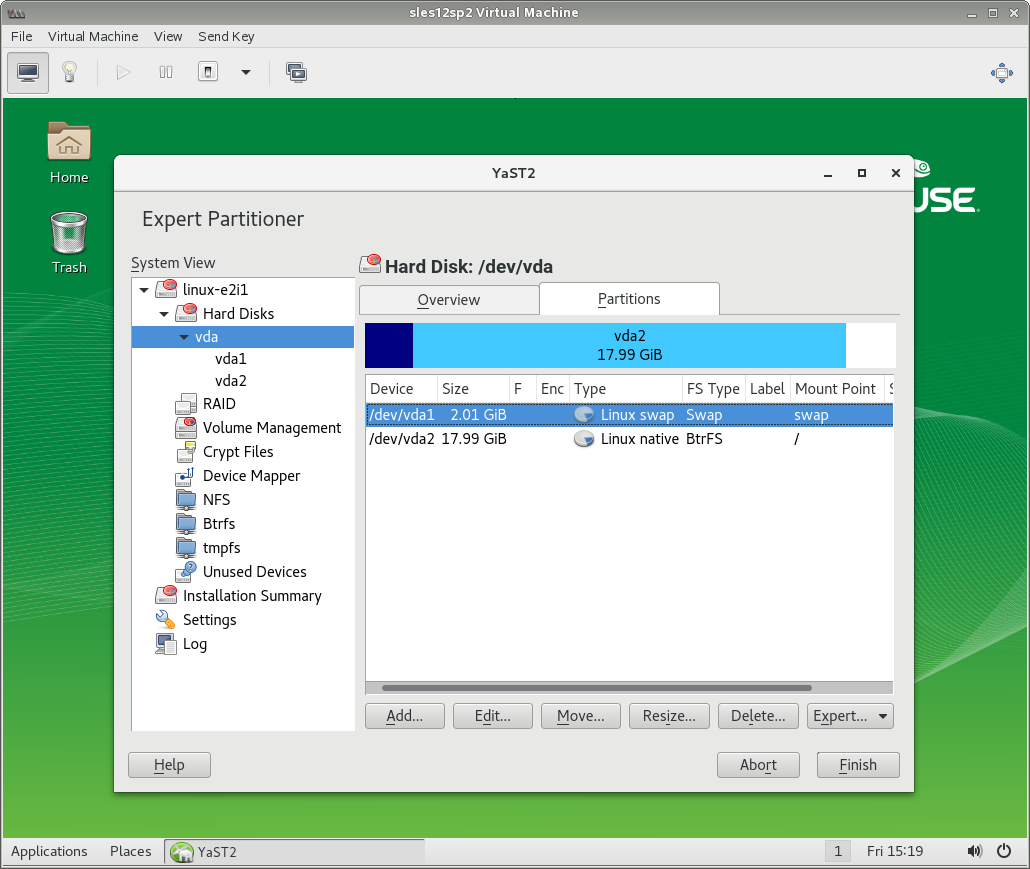 sles12sp2 Virtual Machine
File Virtual Machine View Send Key
Home
Trash
USE
YaST2
Expert Partitioner
System View
linux-e2i1
Hard Disks
vda
vda1
vda2
RAID
Volume Management
Crypt Files
Device Mapper
NFS
Btrfs
tmpfs
Unused Devices
Installation Summary
Settings
Log
Hard Disk: /dev/vda
Overview Partitions
vda2
17.99 GiB
Device Size F Enc Type FS Type Label Mount Point S
/dev/vda1 2.01 GiB Linux swap Swap swap
/dev/vda2 17.99 GiB Linux native BtrFS /
Add... Edit... Move... Resize... Delete... Expert...
Help Abort Finish
Applications Places YaST2 1 Fri 15:19